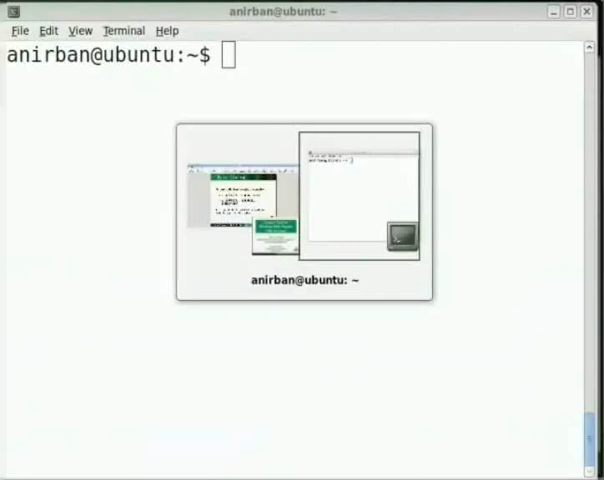 anirban@ubuntu: ~
File Edit View Terminal Help
anirban@ubuntu:~$
anirban@ubuntu: ~